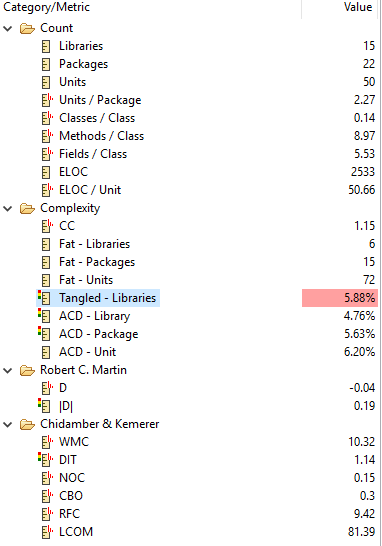 Category/Metric Value
Count
Libraries 15
Packages 22
Units 50
Units / Package 2.27
Classes / Class 0.14
Methods / Class 8.97
Fields / Class 5.53
ELOC 2533
ELOC / Unit 50.66
Complexity
CC 1.15
Fat - Libraries 6
Fat - Packages 15
Fat - Units 72
Tangled - Libraries 5.88%
ACD - Library 4.76%
ACD - Package 5.63%
ACD - Unit 6.20%
Robert C. Martin
D -0.04
|D| 0.19
Chidamber & Kemerer
WMC 10.32
DIT 1.14
NOC 0.15
CBO 0.3
RFC 9.42
LCOM 81.39